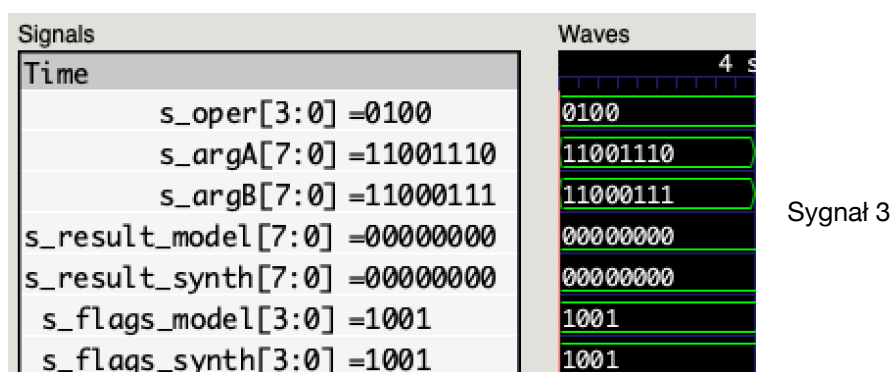 Signals
Waves
Time
4 s
s_oper[3:0] =0100
0100
s_argA[7:0] =11001110
11001110
s_argB[7:0] =11000111
11000111
Sygnał 3
s_result_model[7:0] =00000000
00000000
s_result_synth[7:0] =00000000
00000000
s_flags_model[3:0] =1001
1001
s_flags_synth[3:0] =1001
1001